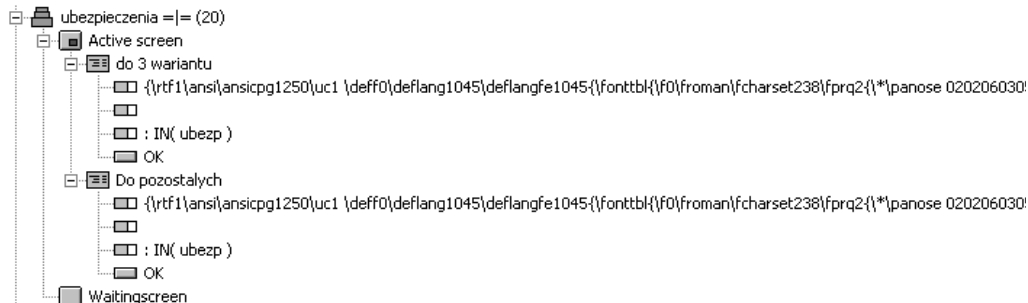 ubezpieczenia =|= (20)
Active screen
do 3 wariantu
{\rtf1\ansi\ansicpg1250\uc1 \deff0\deflang1045\deflangfe1045{\fonttbl{\f0\froman\fcharset238\fprq2{\*\panose 0202060305
: IN( ubezp )
OK
Do pozostalych
{\rtf1\ansi\ansicpg1250\uc1 \deff0\deflang1045\deflangfe1045{\fonttbl{\f0\froman\fcharset238\fprq2{\*\panose 0202060305
: IN( ubezp )
OK
Waitingscreen